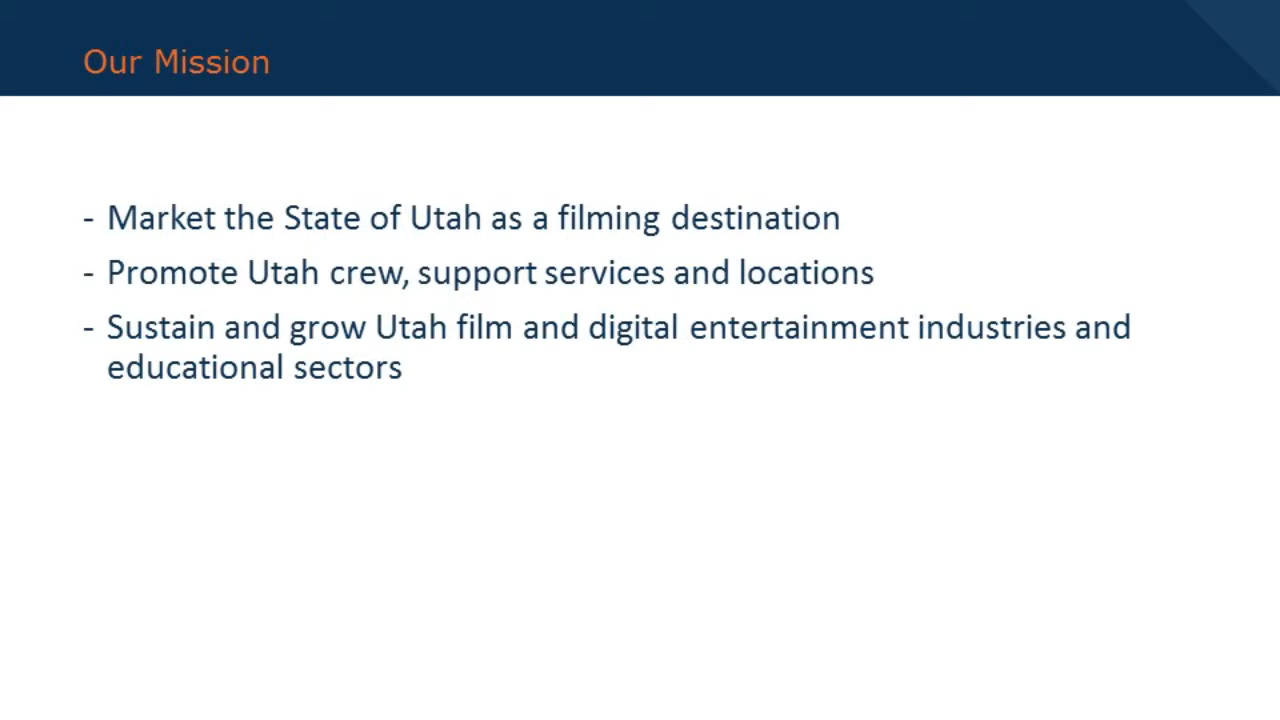 Our Mission
- Market the State of Utah as a filming destination
- Promote Utah crew, support services and locations
- Sustain and grow Utah film and digital entertainment industries and
educational sectors